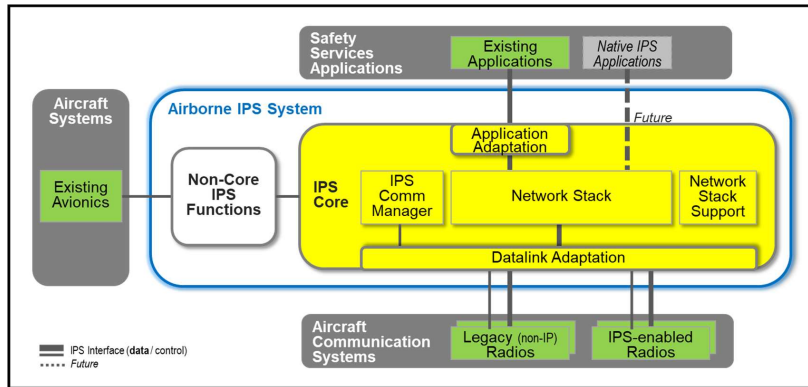 Safety
Services
Applications
Existing
Applications
Native IPS
Applications
Aircraft
Systems
Airborne IPS System
Future
Application
Adaptation
Existing
Avionics
Non-Core
IPS
Functions
IPS
Core
IPS
Comm
Manager
Network Stack
Network
Stack
Support
Datalink Adaptation
Aircraft
Communication
Systems
Legacy (non-IP)
Radios
IPS-enabled
Radios
IPS Interface (data / control)
Future